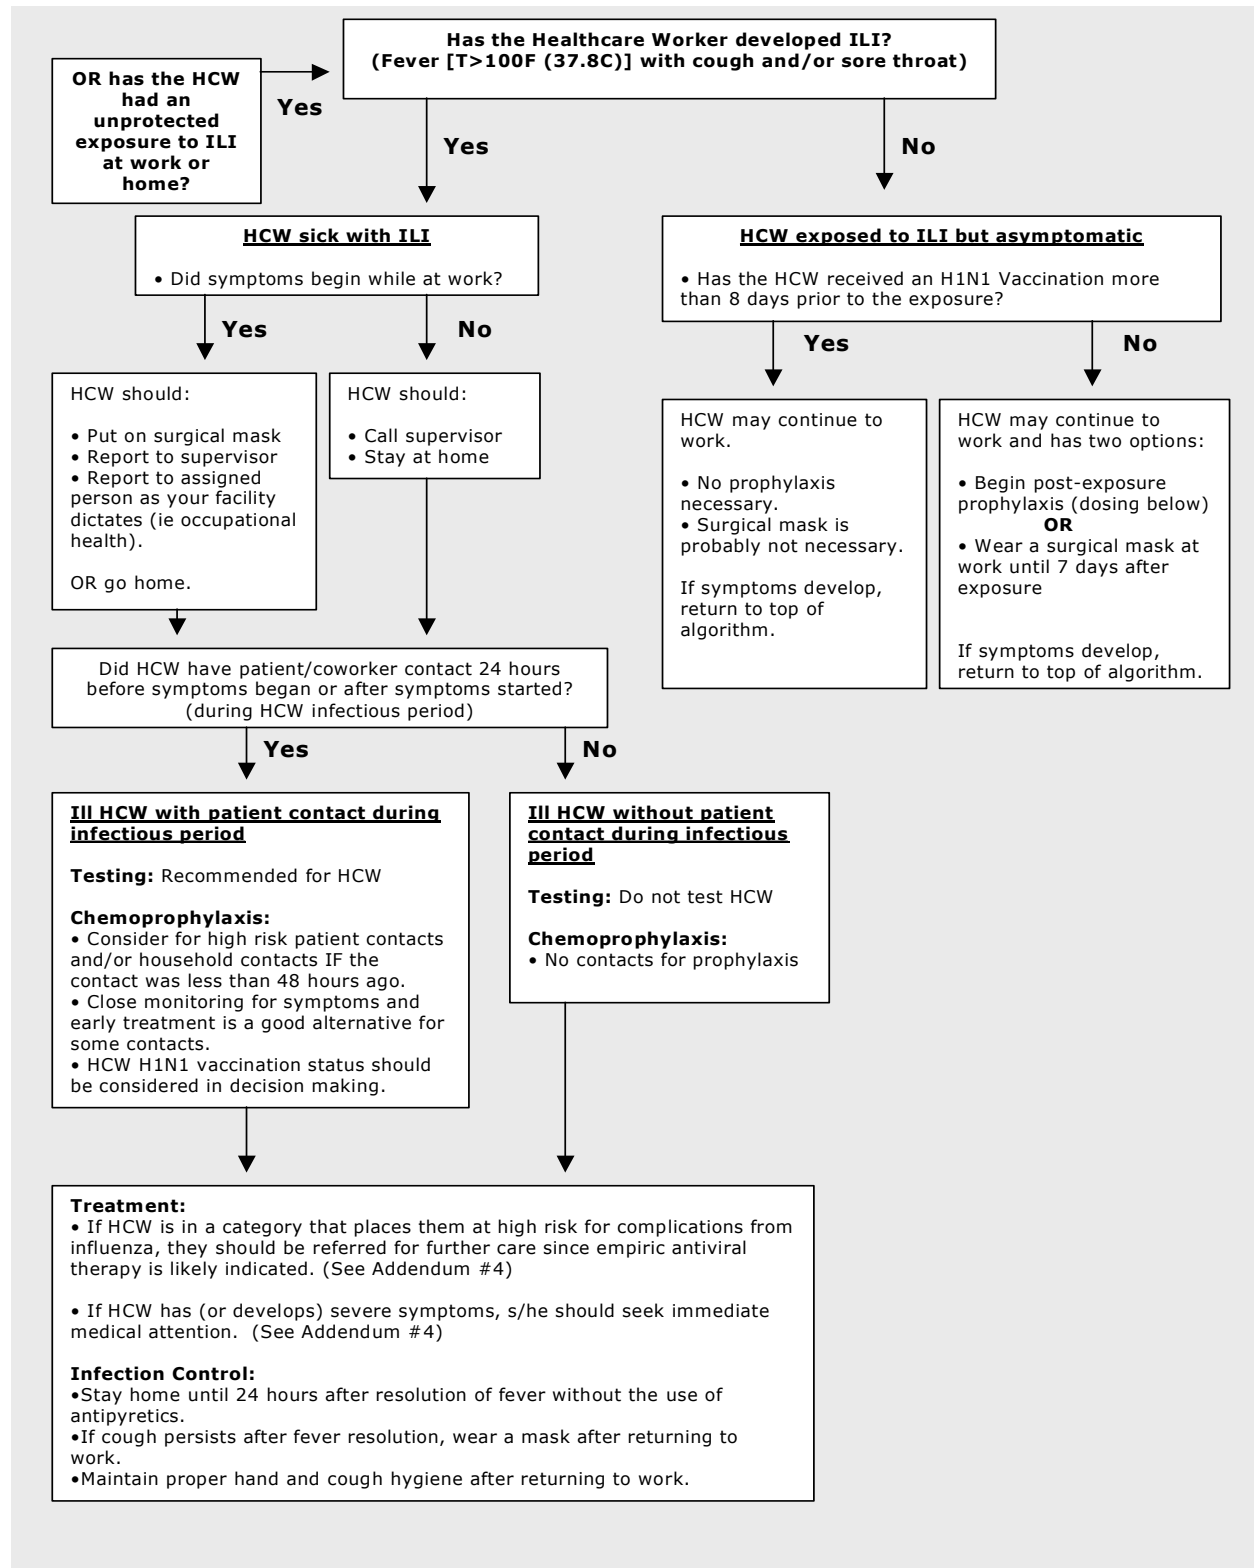 Has the Healthcare Worker developed ILI?
(Fever [T>100F (37.8C)] with cough and/or sore throat)
OR has the HCW
had an
unprotected
exposure to ILI
at work or
home?
Yes
Yes
No
HCW sick with ILI
• Did symptoms begin while at work?
HCW exposed to ILI but asymptomatic
• Has the HCW received an H1N1 Vaccination more
than 8 days prior to the exposure?
Yes
No
Yes
No
HCW should:
• Put on surgical mask
• Report to supervisor
• Report to assigned
person as your facility
dictates (ie occupational
health).
OR go home.
HCW should:
• Call supervisor
• Stay at home
HCW may continue to
work.
• No prophylaxis
necessary.
• Surgical mask is
probably not necessary.
If symptoms develop,
return to top of
algorithm.
HCW may continue to
work and has two options:
• Begin post-exposure
prophylaxis (dosing below)
OR
• Wear a surgical mask at
work until 7 days after
exposure
If symptoms develop,
return to top of algorithm.
Did HCW have patient/coworker contact 24 hours
before symptoms began or after symptoms started?
(during HCW infectious period)
Yes
No
Ill HCW with patient contact during
infectious period
Testing: Recommended for HCW
Chemoprophylaxis:
• Consider for high risk patient contacts
and/or household contacts IF the
contact was less than 48 hours ago.
• Close monitoring for symptoms and
early treatment is a good alternative for
some contacts.
• HCW H1N1 vaccination status should
be considered in decision making.
Ill HCW without patient
contact during infectious
period
Testing: Do not test HCW
Chemoprophylaxis:
• No contacts for prophylaxis
Treatment:
• If HCW is in a category that places them at high risk for complications from
influenza, they should be referred for further care since empiric antiviral
therapy is likely indicated. (See Addendum #4)
• If HCW has (or develops) severe symptoms, s/he should seek immediate
medical attention.  (See Addendum #4)
Infection Control:
•Stay home until 24 hours after resolution of fever without the use of
antipyretics.
•If cough persists after fever resolution, wear a mask after returning to
work.
•Maintain proper hand and cough hygiene after returning to work.